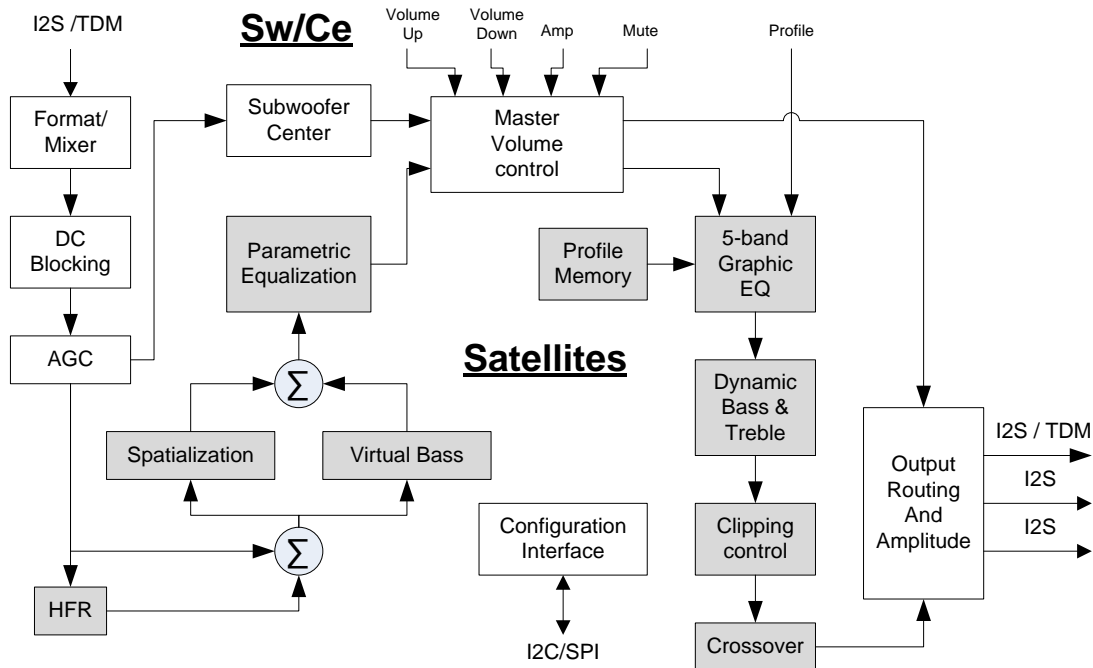 I2S /TDM
Sw/Ce
Volume
Up
Volume
Down
Amp
Mute
Profile
Format/
Mixer
Subwoofer
Center
Master
Volume
control
DC
Blocking
Parametric
Equalization
Profile
Memory
5-band
Graphic
EQ
AGC
Satellites
Σ
Dynamic
Bass &
Treble
Spatialization
Virtual Bass
Output
Routing
And
Amplitude
I2S / TDM
I2S
I2S
Configuration
Interface
Clipping
control
Σ
HFR
I2C/SPI
Crossover